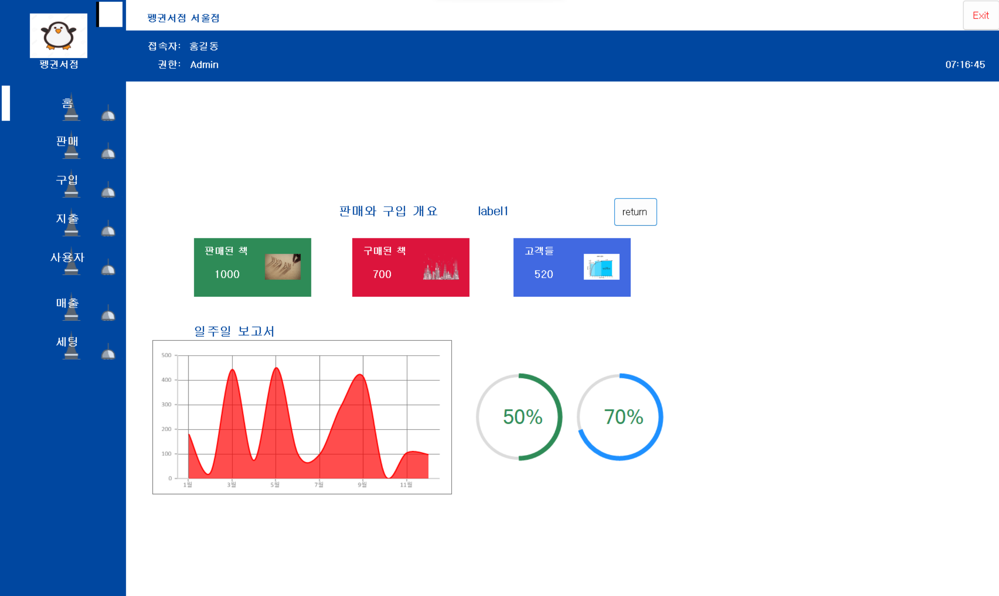 펭귄서점 서울점
Exit
펭귄서점
접속자: 홍길동
권한: Admin
07:16:45
홈
판매
구입
지출
사용자
매출
세팅
판매와 구입 개요 label1
return
판매된 책
1000
WHO AM
구매된 책
700
고객들
520
일주일 보고서
500
400
300
200
100
0
1월 3월 5월 7월 9월 11월
50%
70%